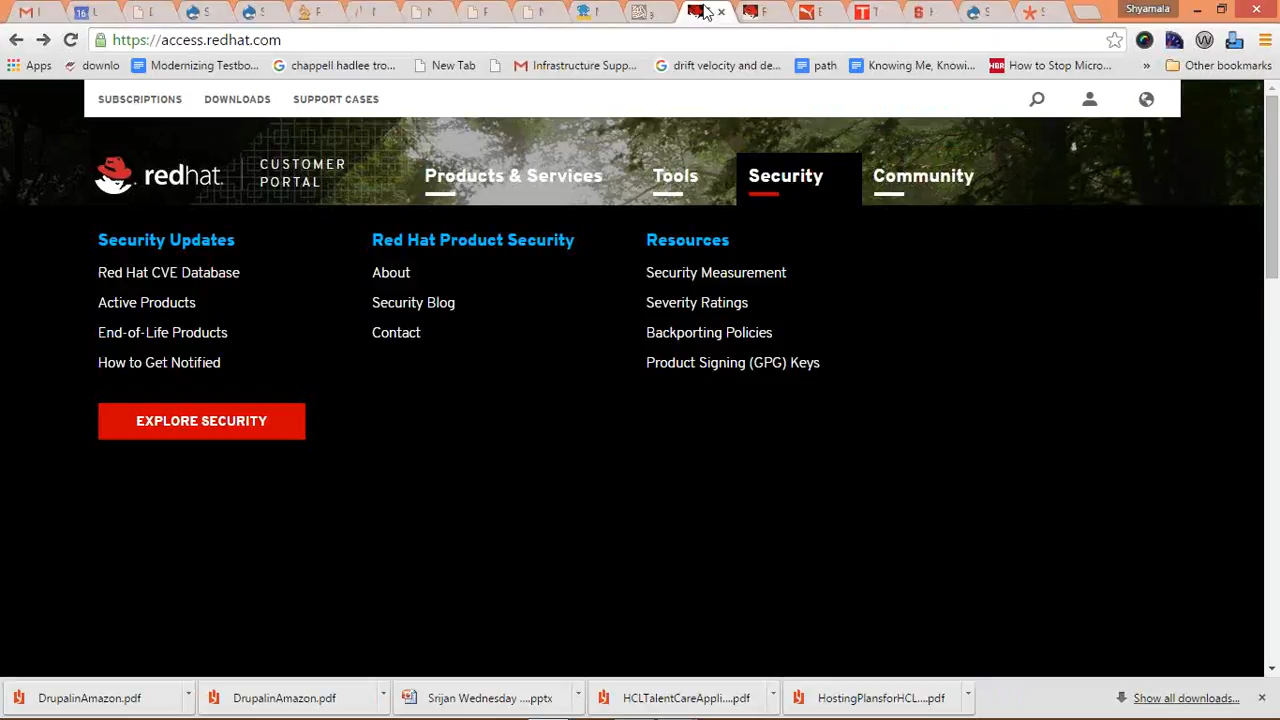 Shyamala
https://access.redhat.com
Apps
downlo
Modernizing Testbo...
chappell hadlee tro...
New Tab
Infrastructure Supp...
drift velocity and de...
path
Knowing Me, Knowi...
HBR
How to Stop Micro...
»
Other bookmarks
SUBSCRIPTIONS DOWNLOADS SUPPORT CASES
redhat. CUSTOMER
PORTAL
Products & Services Tools Security Community
Security Updates
Red Hat CVE Database
Active Products
End-of-Life Products
How to Get Notified
EXPLORE SECURITY
Red Hat Product Security
About
Security Blog
Contact
Resources
Security Measurement
Severity Ratings
Backporting Policies
Product Signing (GPG) Keys
DrupalinAmazon.pdf
DrupalinAmazon.pdf
Srijan Wednesday ....pptx
HCLTalentCareAppli....pdf
HostingPlansforHCL....pdf
Show all downloads...